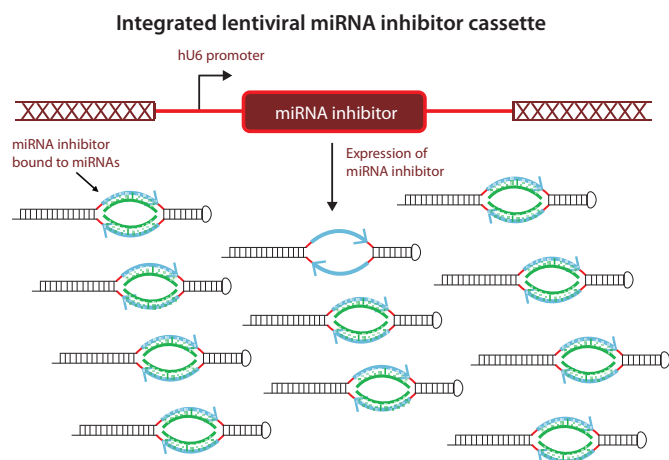 Integrated lentiviral miRNA inhibitor cassette
hU6 promoter
miRNA inhibitor
miRNA inhibitor
bound to miRNAs
Expression of
miRNA inhibitor